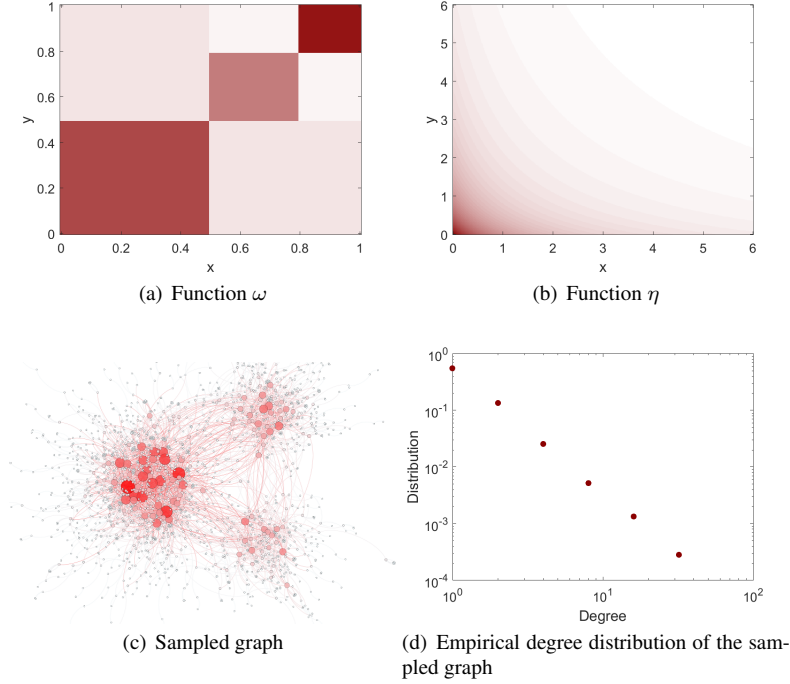 1
0.8
0.6
y
0.4
0.2
0
0 0.2 0.4 0.6 0.8 1
x
(a) Function ω
6
5
4
y
3
2
1
0
0 1 2 3 4 5 6
x
(b) Function η
(c) Sampled graph
10^0
10^-1
Distribution
10^-2
10^-3
10^-4
10^0 10^1 10^2
Degree
(d) Empirical degree distribution of the sam-
pled graph